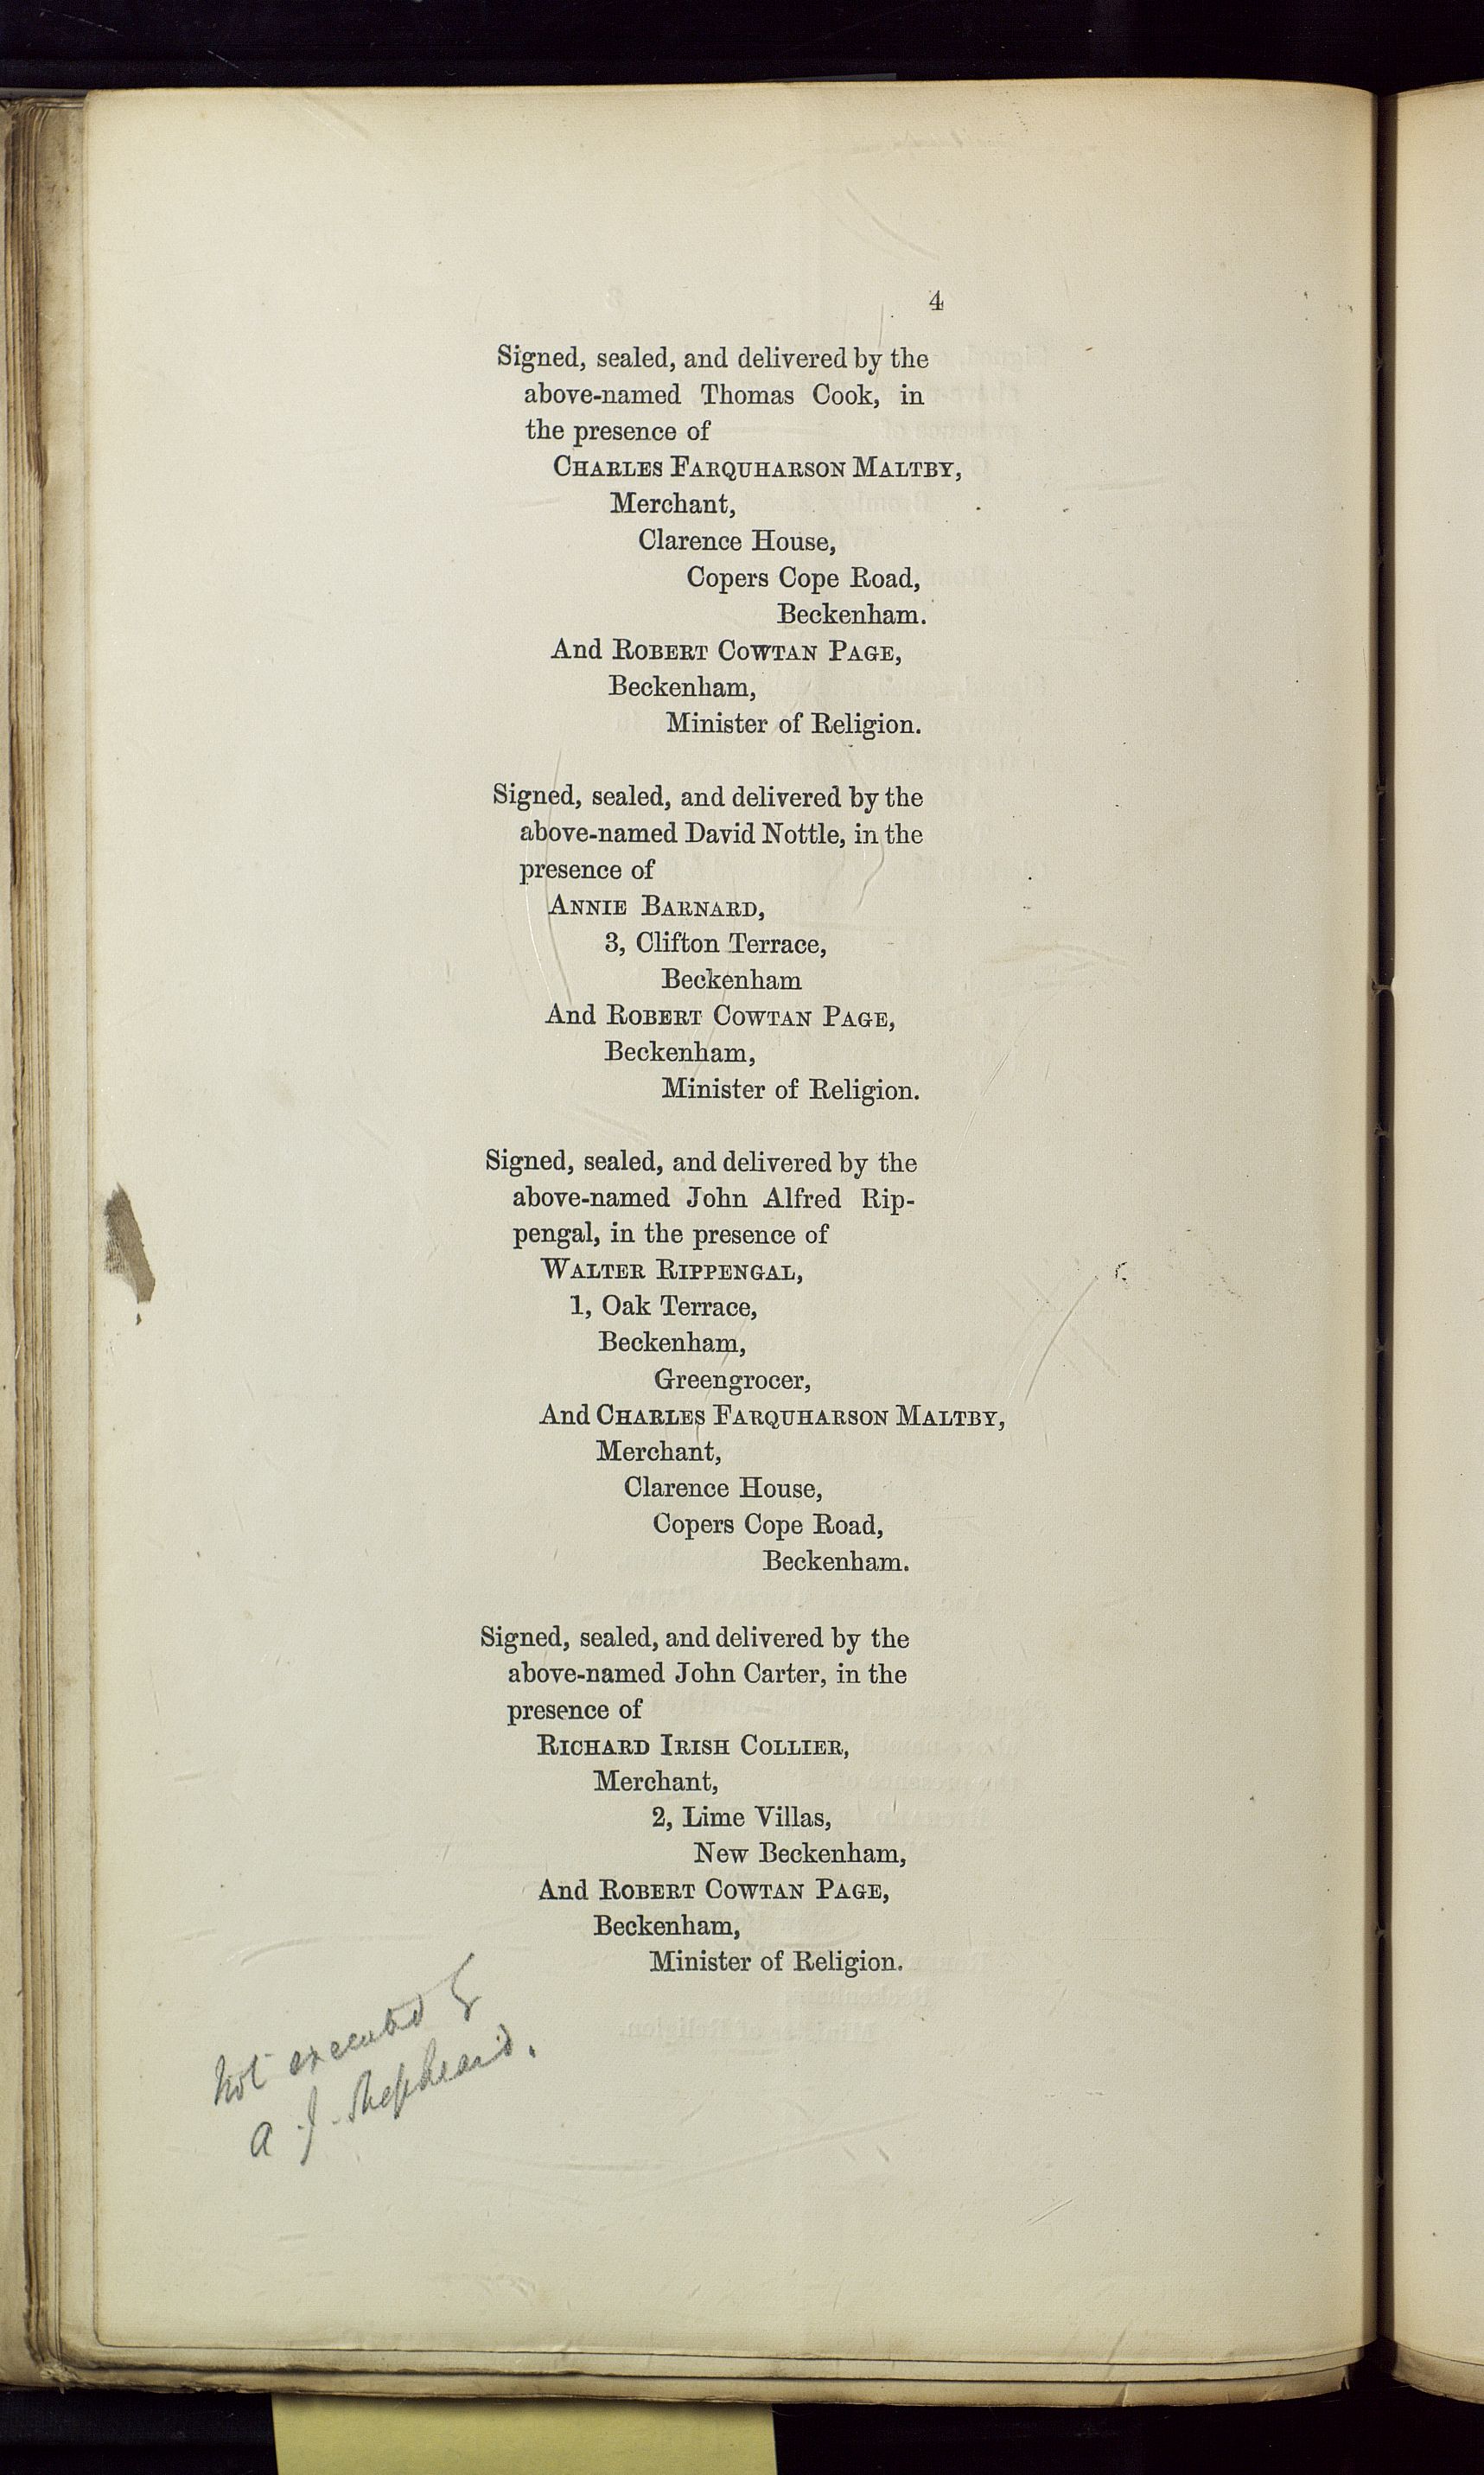 4
Signed, sealed, and delivered by the
above-named Thomas Cook, in
the presence of
CHARLES FARQUHARSON MALTBY,
Merchant,
Clarence House,
Copers Cope Road,
Beckenham.
And ROBERT COWTAN PAGE,
Beckenham,
Minister of Religion.
Signed, sealed, and delivered by the
above-named David Nottle, in the
presence of
ANNIE BARNARD,
3, Clifton Terrace,
Beckenham
And ROBERT COWTAN PAGE,
Beckenham,
Minister of Religion.
Signed, sealed, and delivered by the
above-named John Alfred Rip-
pengal, in the presence of
WALTER RIPPENGAL,
1, Oak Terrace,
Beckenham,
Greengrocer,
And CHARLES FARQUHARSON MALTBY,
Merchant,
Clarence House,
Copers Cope Road,
Beckenham.
Signed, sealed, and delivered by the
above-named John Carter, in the
presence of
RICHARD IRISH COLLIER,
Merchant,
2, Lime Villas,
New Beckenham,
And ROBERT COWTAN PAGE,
Beckenham,
Minister of Religion.
Not executed by
A. J. Shepheard.